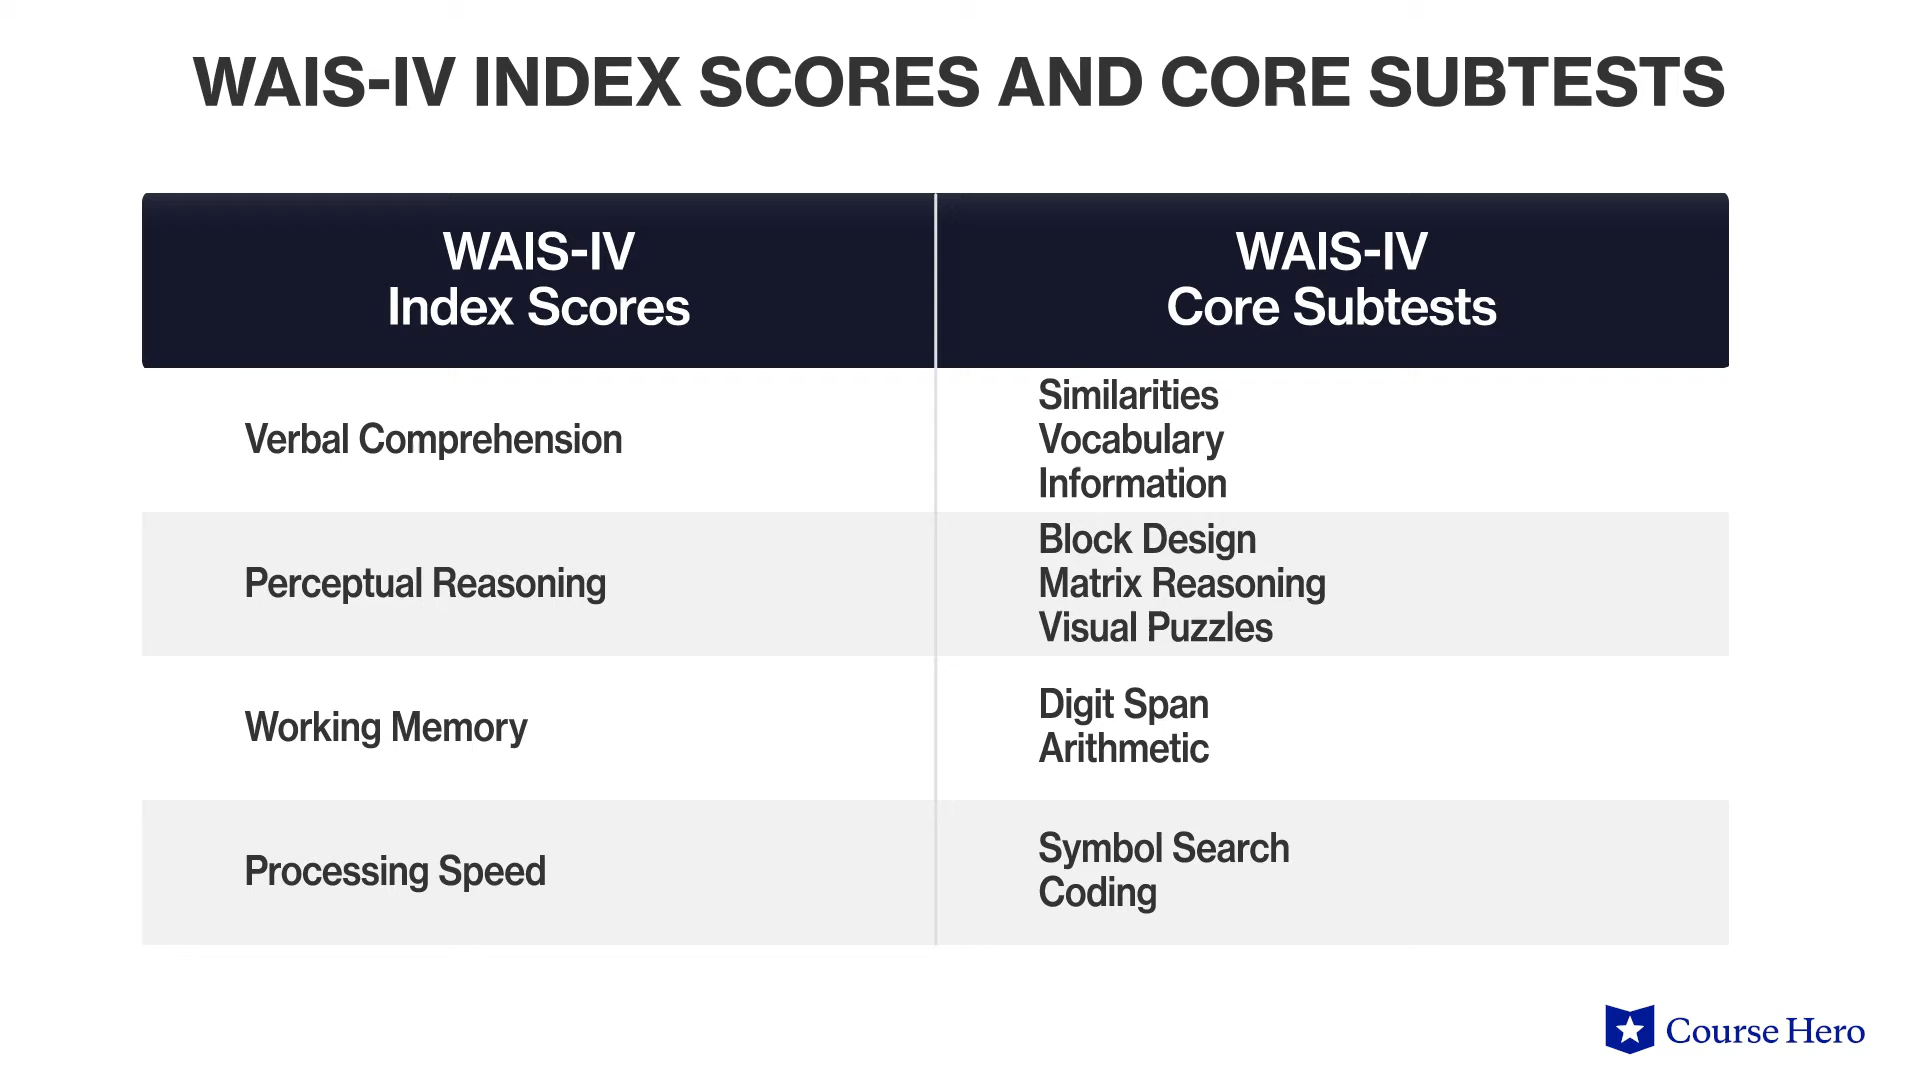 WAIS-IV INDEX SCORES AND CORE SUBTESTS
WAIS-IV
Index Scores
WAIS-IV
Core Subtests
Verbal Comprehension
Similarities
Vocabulary
Information
Perceptual Reasoning
Block Design
Matrix Reasoning
Visual Puzzles
Working Memory
Digit Span
Arithmetic
Processing Speed
Symbol Search
Coding
Course Hero